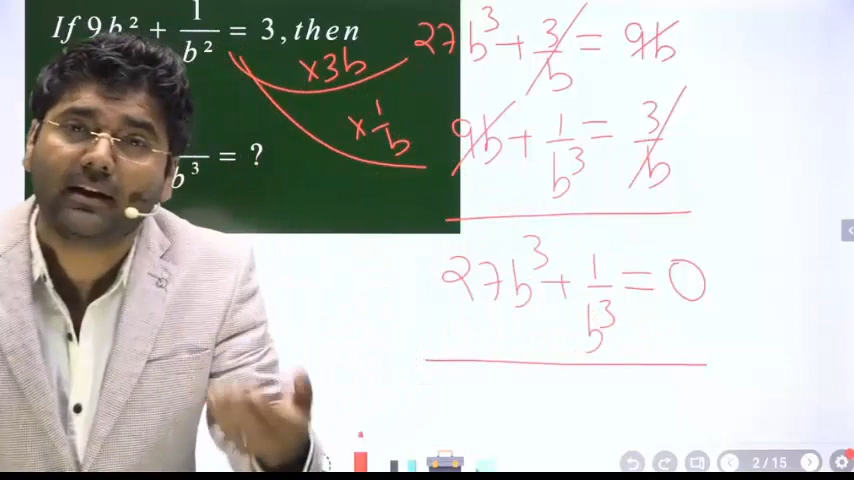 If 9b² + 1/b² = 3, then
b³ = ?
×3b
×1/b
27b³ + 3/b = 9b
9b + 1/b³ = 3/b
27b³ + 1/b³ = 0
2 / 15